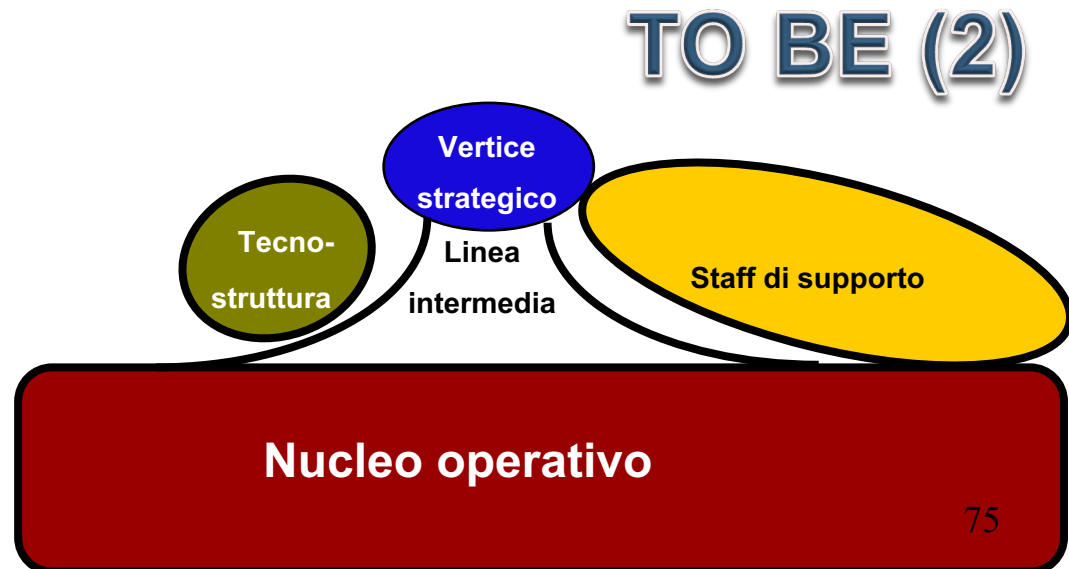 TO BE (2)
Vertice
strategico
Tecno-
struttura
Linea
intermedia
Staff di supporto
Nucleo operativo
75